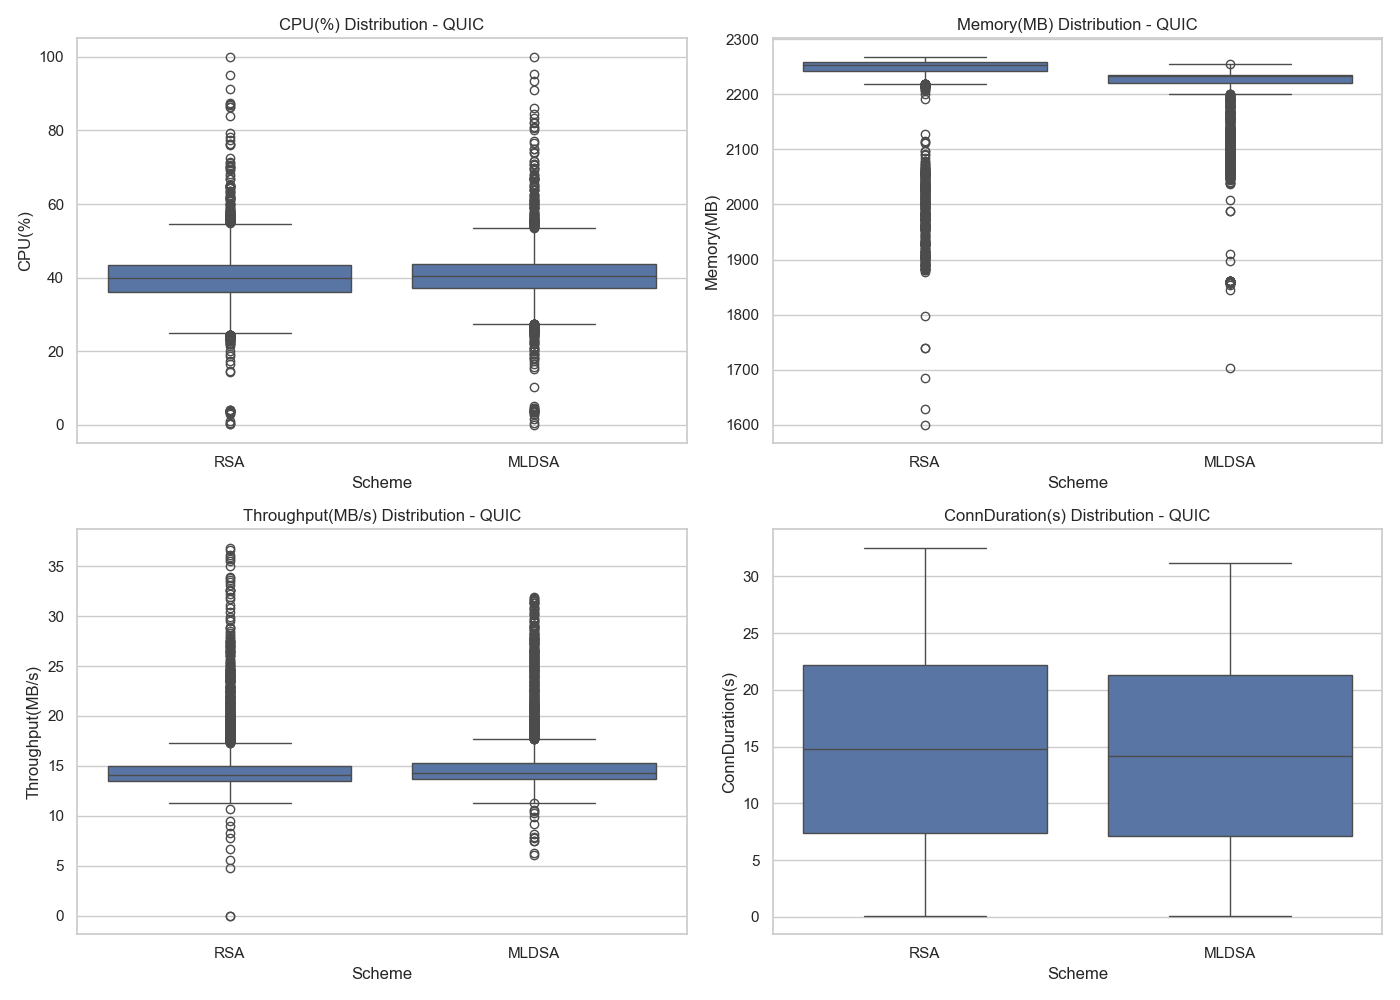 CPU(%) Distribution - QUIC
CPU(%)
100
80
60
40
20
0
RSA
MLDSA
Scheme
Memory(MB) Distribution - QUIC
Memory(MB)
2300
2200
2100
2000
1900
1800
1700
1600
RSA
MLDSA
Scheme
Throughput(MB/s) Distribution - QUIC
Throughput(MB/s)
35
30
25
20
15
10
5
0
RSA
MLDSA
Scheme
ConnDuration(s) Distribution - QUIC
ConnDuration(s)
30
25
20
15
10
5
0
RSA
MLDSA
Scheme